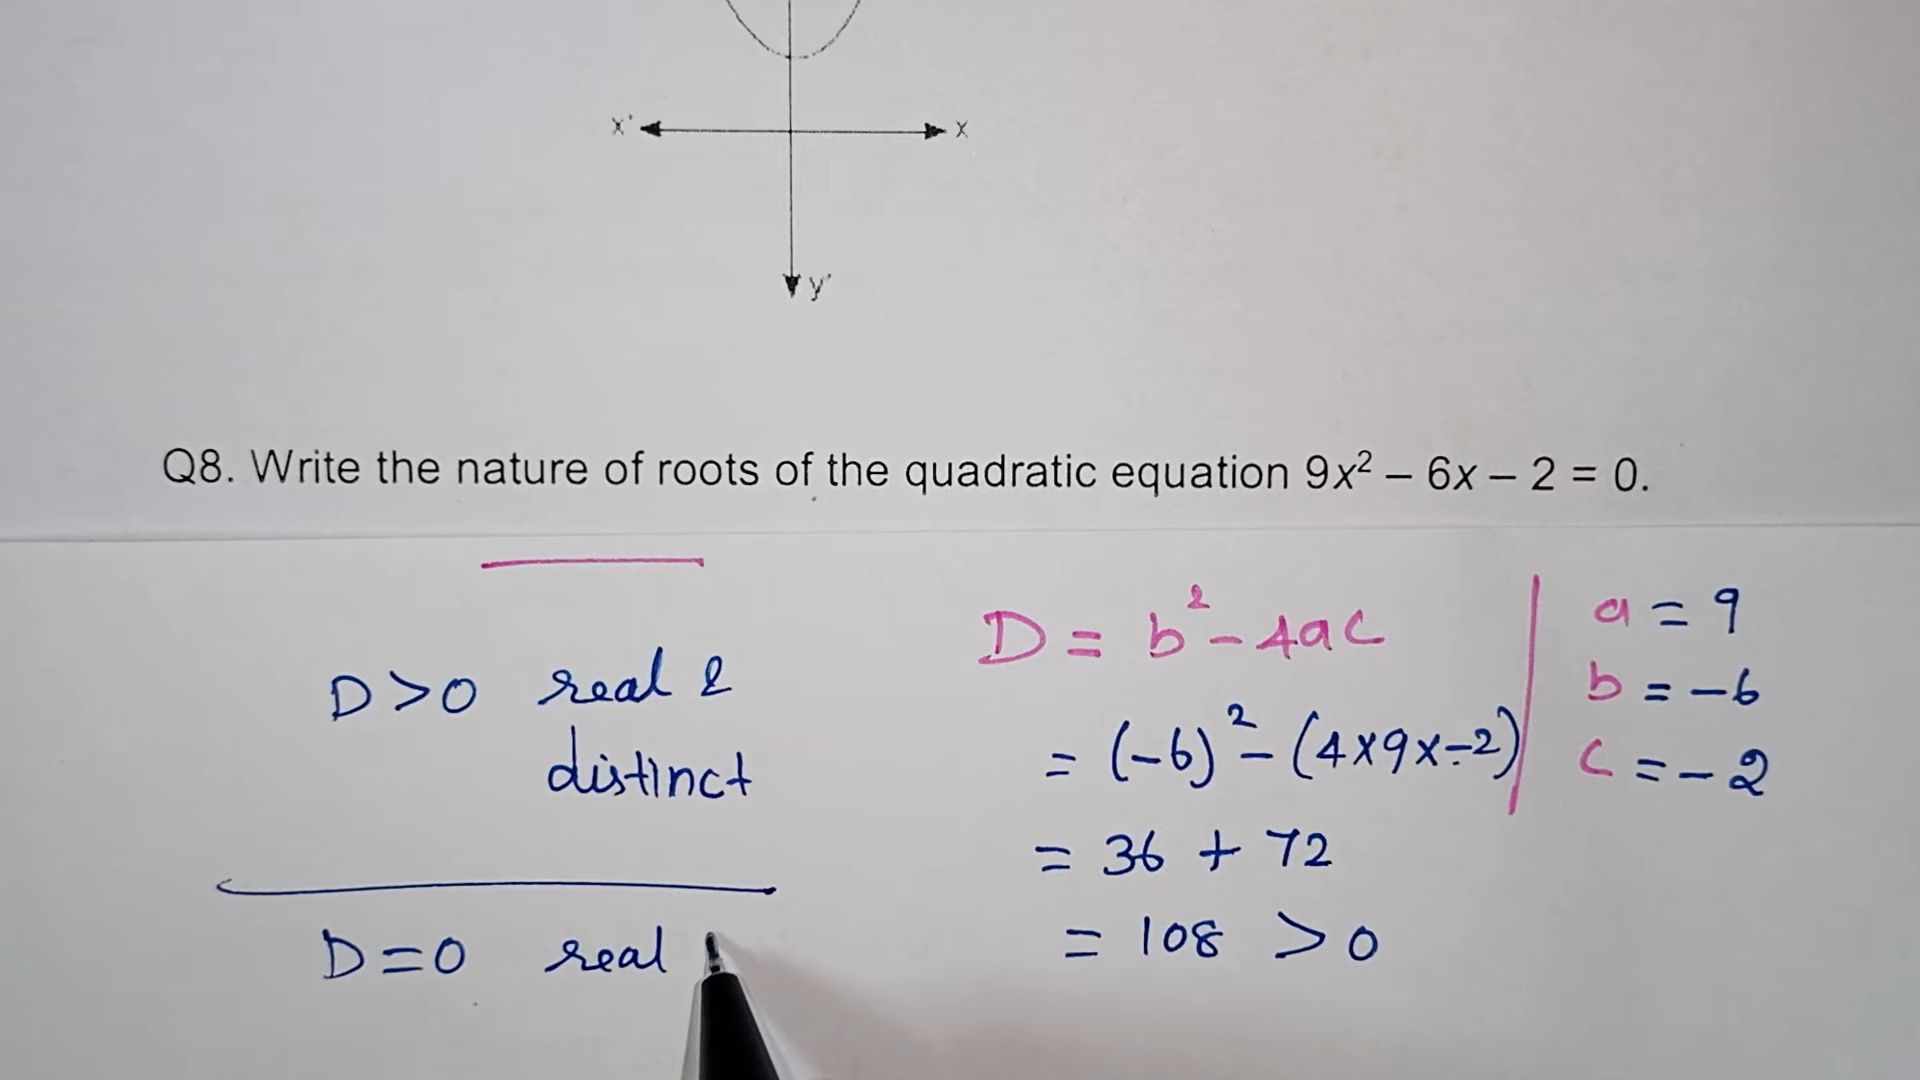 X' X
y'
Q8. Write the nature of roots of the quadratic equation 9x² – 6x – 2 = 0.
D>0 real &
distinct
D=0 real
D = b² - 4ac
= (-6)² - (4×9×-2)
= 36 + 72
= 108 > 0
a = 9
b = -6
c = -2